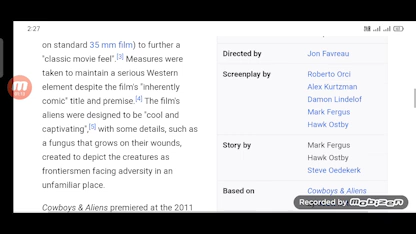 2:27
on standard 35 mm film) to further a
"classic movie feel".[3] Measures were
taken to maintain a serious Western
element despite the film's "inherently
comic" title and premise.[4] The film's
aliens were designed to be "cool and
captivating",[5] with some details, such as
a fungus that grows on their wounds,
created to depict the creatures as
frontiersmen facing adversity in an
unfamiliar place.
Cowboys & Aliens premiered at the 2011
Directed by Jon Favreau
Screenplay by Roberto Orci
Alex Kurtzman
Damon Lindelof
Mark Fergus
Hawk Ostby
Story by Mark Fergus
Hawk Ostby
Steve Oedekerk
Based on Cowboys & Aliens
Recorded by
Mobizen